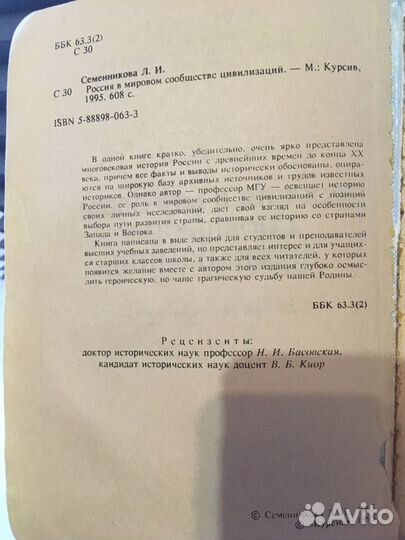 ББК 63.3(2)
С 30
Семенникова Л. И.
С 30 Россия в мировом сообществе цивилизаций. — М.: Курсив,
1995. 608 с.
ISBN 5-88898-063-3
В одной книге кратко, убедительно, очень ярко представлена
многовековая история России с древнейших времен до конца XX
века, причем все факты и выводы исторически обоснованы, опира-
ются на широкую базу архивных источников и трудов известных
историков. Однако автор — профессор МГУ — освещает историю
России, ее роль в мировом сообществе цивилизаций с позиций
своих личных исследований, дает свой взгляд на особенности
выбора пути развития страны, сравнивая ее историю со странами
Запада и Востока.
Книга написана в виде лекций для студентов и преподавателей
высших учебных заведений, но представляет интерес и для учащих-
ся старших классов школы, а также для всех читателей, у которых
появится желание вместе с автором этого издания глубоко осмыс-
лить героическую, но чаще трагическую судьбу нашей Родины.
ББК 63.3(2)
Рецензенты:
доктор исторических наук профессор Н. И. Басовская,
кандидат исторических наук доцент В. Б. Киор
© Семенникова
© «Курсив»
Avito